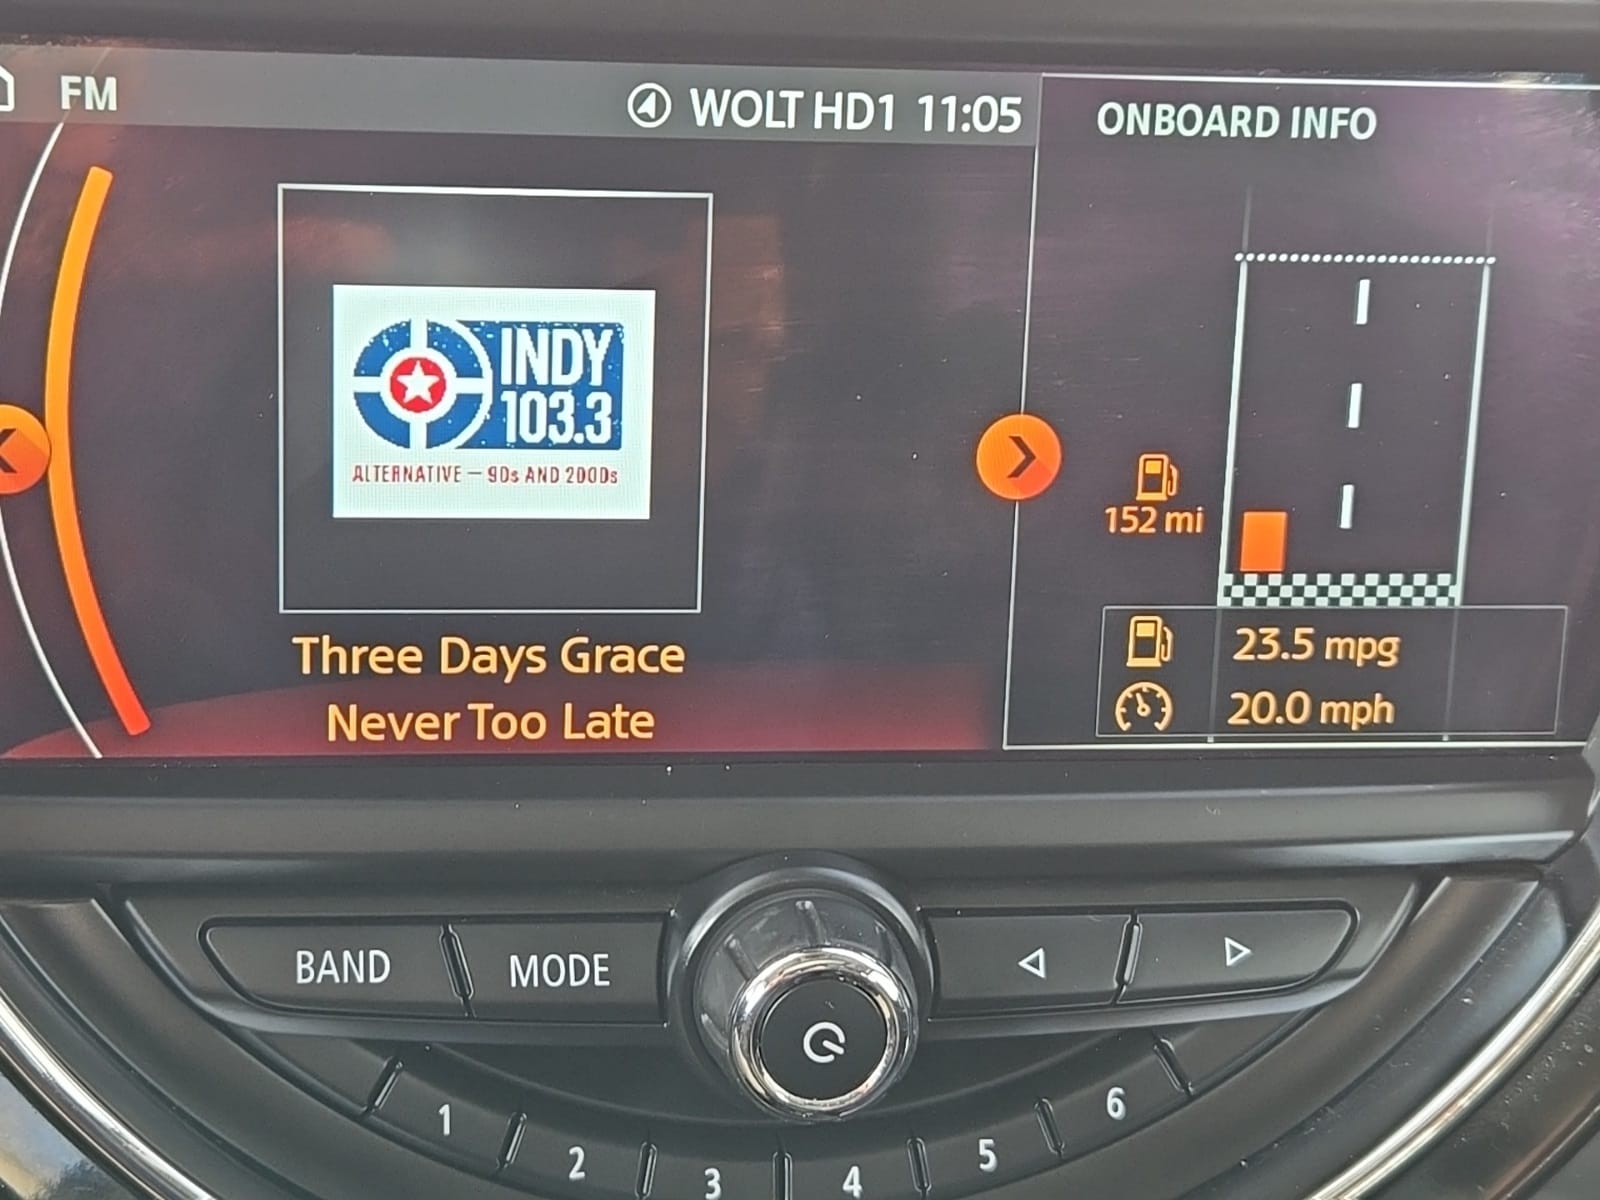 FM
WOLT HD1 11:05
ONBOARD INFO
INDY
103.3
ALTERNATIVE — 90s AND 2000s
Three Days Grace
Never Too Late
152 mi
23.5 mpg
20.0 mph
BAND
MODE
1
2
3
4
5
6